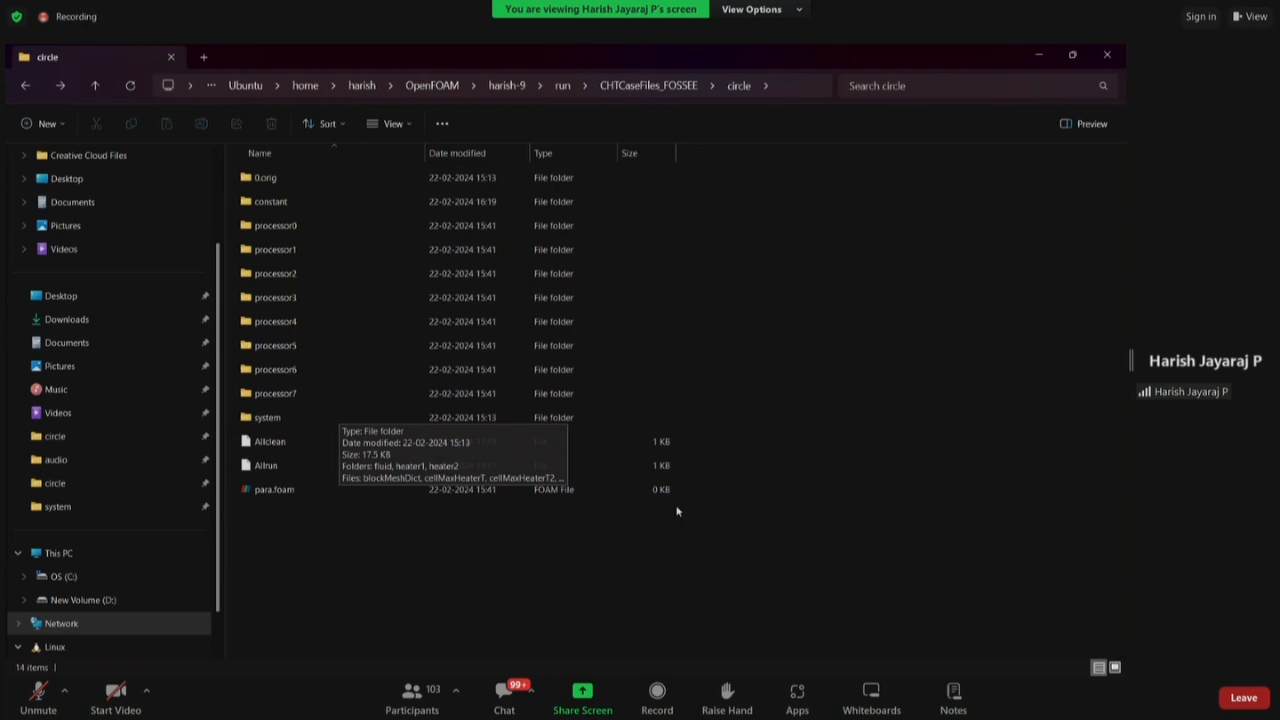 Recording
You are viewing Harish Jayaraj P's screen
View Options
Sign in
View
circle
Ubuntu > home > harish > OpenFOAM > harish-9 > run > CHTCaseFiles_FOSSEE > circle >
Search circle
New
Sort
View
Preview
Name Date modified Type Size
Creative Cloud Files
Desktop
Documents
Pictures
Videos
Desktop
Downloads
Documents
Pictures
Music
Videos
circle
audio
circle
system
This PC
OS (C:)
New Volume (D:)
Network
Linux
0.orig 22-02-2024 15:13 File folder
constant 22-02-2024 16:19 File folder
processor0 22-02-2024 15:41 File folder
processor1 22-02-2024 15:41 File folder
processor2 22-02-2024 15:41 File folder
processor3 22-02-2024 15:41 File folder
processor4 22-02-2024 15:41 File folder
processor5 22-02-2024 15:41 File folder
processor6 22-02-2024 15:41 File folder
processor7 22-02-2024 15:41 File folder
system 22-02-2024 15:13 File folder
Allclean 1 KB
Allrun 1 KB
para.foam 22-02-2024 15:41 FOAM File 0 KB
Type: File folder
Date modified: 22-02-2024 15:13
Size: 17.5 KB
Folders: fluid, heater1, heater2
Files: blockMeshDict, cellMaxHeaterT, cellMaxHeaterT2, ...
14 items
Harish Jayaraj P
Harish Jayaraj P
Unmute
Start Video
Participants 103
Chat 99+
Share Screen
Record
Raise Hand
Apps
Whiteboards
Notes
Leave